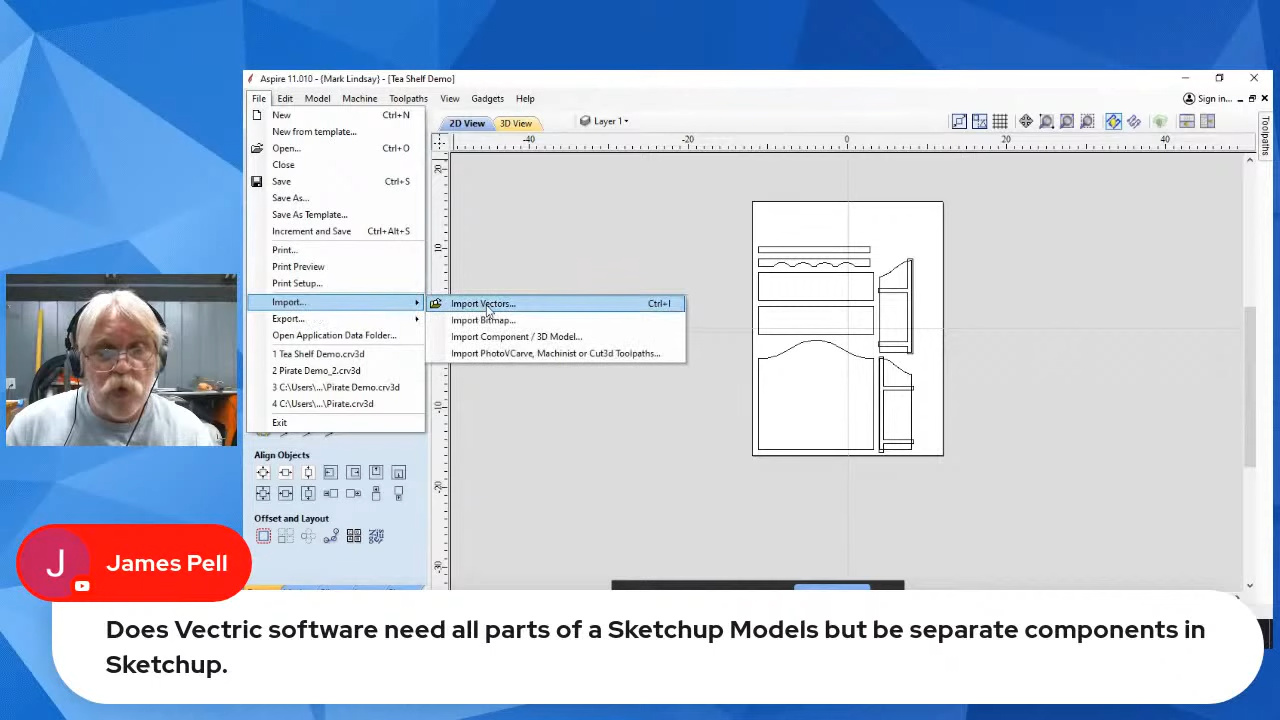 Aspire 11.010 - {Mark Lindsay} - [Tea Shelf Demo]
File Edit Model Machine Toolpaths View Gadgets Help
Sign in...
New Ctrl+N
New from template...
Open... Ctrl+O
Close
Save Ctrl+S
Save As...
Save As Template...
Increment and Save Ctrl+Alt+S
Print...
Print Preview
Print Setup...
Import...
Export...
Open Application Data Folder...
1 Tea Shelf Demo.crv3d
2 Pirate Demo_2.crv3d
3 C:\Users\...\Pirate Demo.crv3d
4 C:\Users\...\Pirate.crv3d
Exit
Import Vectors... Ctrl+I
Import Bitmap...
Import Component / 3D Model...
Import PhotoVCarve, Machinist or Cut3d Toolpaths...
2D View 3D View
Layer 1
-40 -20 0 20 40
20
10
-10
-20
-30
Toolpaths
Align Objects
Offset and Layout
J
James Pell
Does Vectric software need all parts of a Sketchup Models but be separate components in
Sketchup.